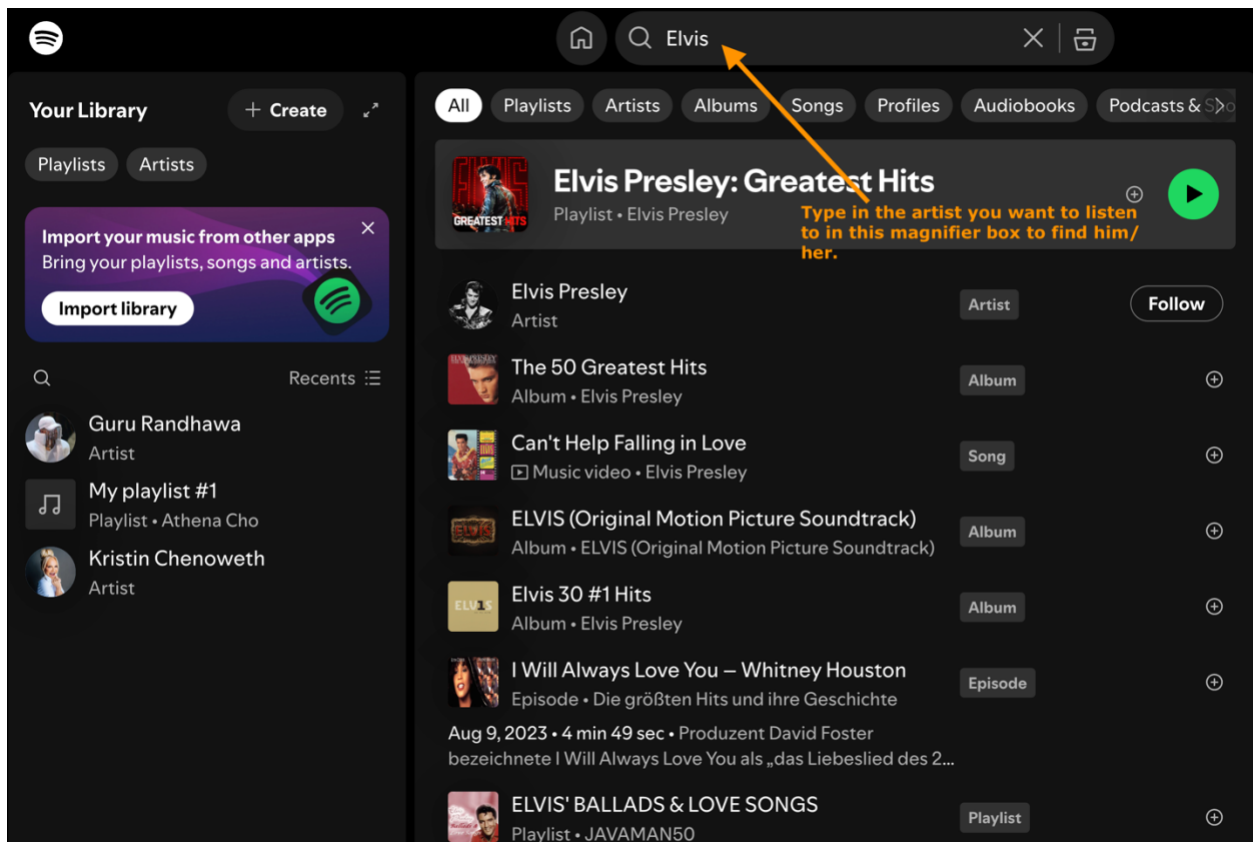 Elvis
Your Library
+ Create
All
Playlists
Artists
Albums
Songs
Profiles
Audiobooks
Podcasts &
Playlists
Artists
Import your music from other apps
Bring your playlists, songs and artists.
Import library
Recents
Guru Randhawa
Artist
My playlist #1
Playlist • Athena Cho
Kristin Chenoweth
Artist
ELVIS
GREATEST HITS
Elvis Presley: Greatest Hits
Playlist • Elvis Presley
Type in the artist you want to listen
to in this magnifier box to find him/
her.
Elvis Presley
Artist
Artist
Follow
The 50 Greatest Hits
Album • Elvis Presley
Album
Can't Help Falling in Love
Music video • Elvis Presley
Song
ELVIS
ELVIS (Original Motion Picture Soundtrack)
Album • ELVIS (Original Motion Picture Soundtrack)
Album
ELV1S
Elvis 30 #1 Hits
Album • Elvis Presley
Album
I Will Always Love You – Whitney Houston
Episode • Die größten Hits und ihre Geschichte
Episode
Aug 9, 2023 • 4 min 49 sec • Produzent David Foster
bezeichnete I Will Always Love You als „das Liebeslied des 2...
ELVIS' BALLADS & LOVE SONGS
Playlist • JAVAMAN50
Playlist